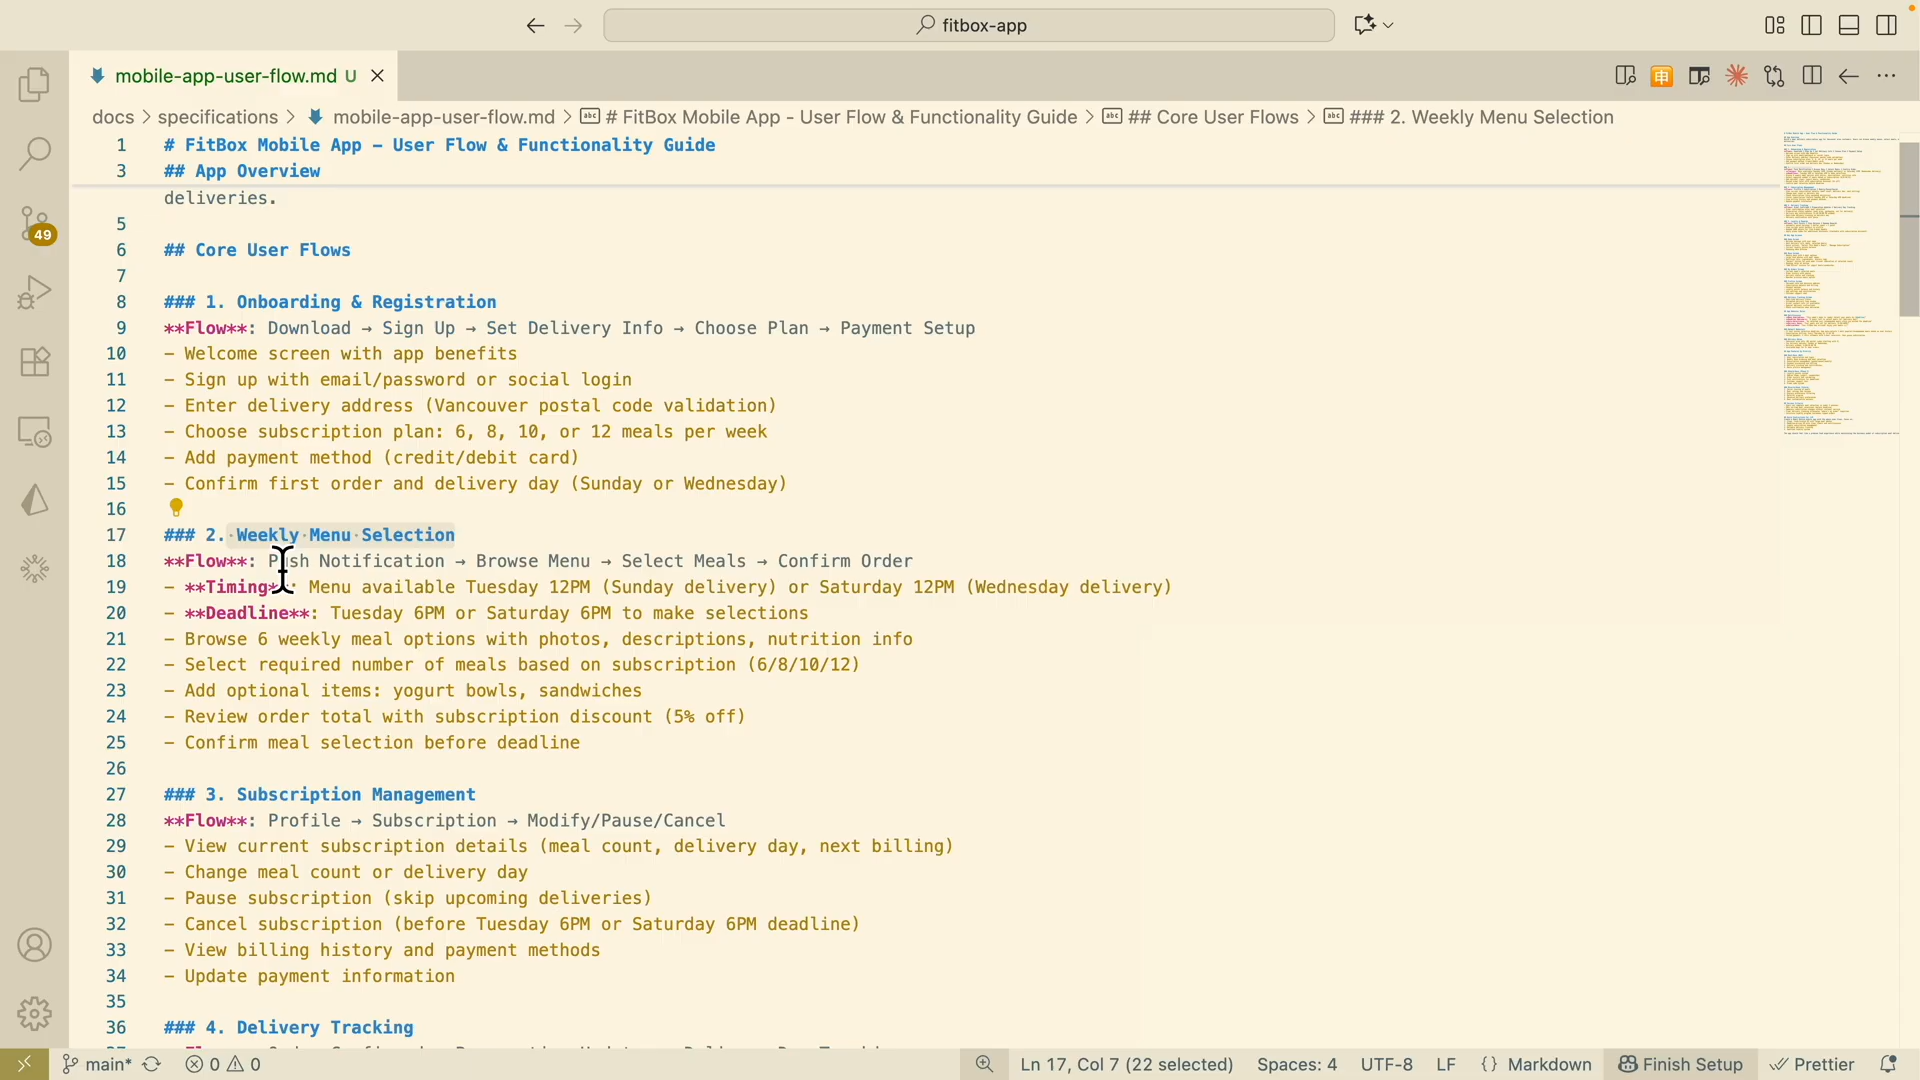 fitbox-app
mobile-app-user-flow.md U
docs > specifications > mobile-app-user-flow.md > # FitBox Mobile App - User Flow & Functionality Guide > ## Core User Flows > ### 2. Weekly Menu Selection
1 # FitBox Mobile App – User Flow & Functionality Guide
3 ## App Overview
deliveries.
5
6 ## Core User Flows
7
8 ### 1. Onboarding & Registration
9 **Flow**: Download → Sign Up → Set Delivery Info → Choose Plan → Payment Setup
10 – Welcome screen with app benefits
11 – Sign up with email/password or social login
12 – Enter delivery address (Vancouver postal code validation)
13 – Choose subscription plan: 6, 8, 10, or 12 meals per week
14 – Add payment method (credit/debit card)
15 – Confirm first order and delivery day (Sunday or Wednesday)
16
17 ### 2. Weekly Menu Selection
18 **Flow**: Push Notification → Browse Menu → Select Meals → Confirm Order
19 – **Timing**: Menu available Tuesday 12PM (Sunday delivery) or Saturday 12PM (Wednesday delivery)
20 – **Deadline**: Tuesday 6PM or Saturday 6PM to make selections
21 – Browse 6 weekly meal options with photos, descriptions, nutrition info
22 – Select required number of meals based on subscription (6/8/10/12)
23 – Add optional items: yogurt bowls, sandwiches
24 – Review order total with subscription discount (5% off)
25 – Confirm meal selection before deadline
26
27 ### 3. Subscription Management
28 **Flow**: Profile → Subscription → Modify/Pause/Cancel
29 – View current subscription details (meal count, delivery day, next billing)
30 – Change meal count or delivery day
31 – Pause subscription (skip upcoming deliveries)
32 – Cancel subscription (before Tuesday 6PM or Saturday 6PM deadline)
33 – View billing history and payment methods
34 – Update payment information
35
36 ### 4. Delivery Tracking
49
main* 0 0 Ln 17, Col 7 (22 selected) Spaces: 4 UTF-8 LF {} Markdown Finish Setup Prettier